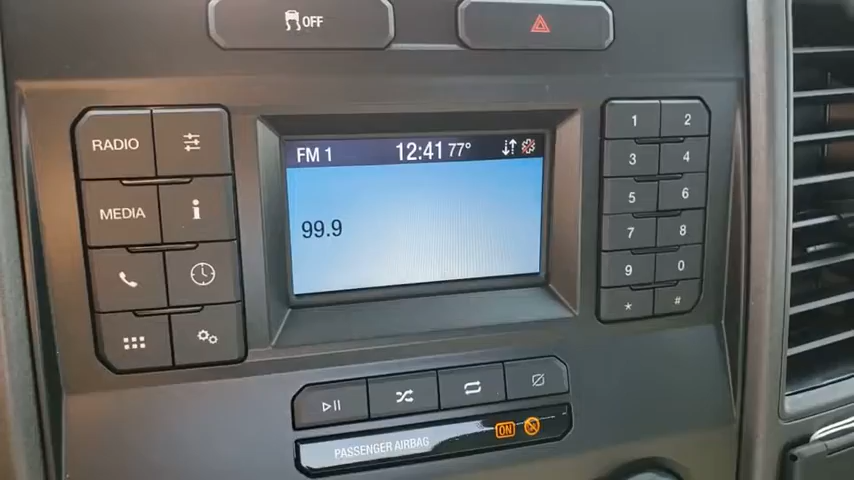 OFF
FM 1 12:41 77°
99.9
RADIO
MEDIA
i
1 2
3 4
5 6
7 8
9 0
* #
PASSENGER AIRBAG ON